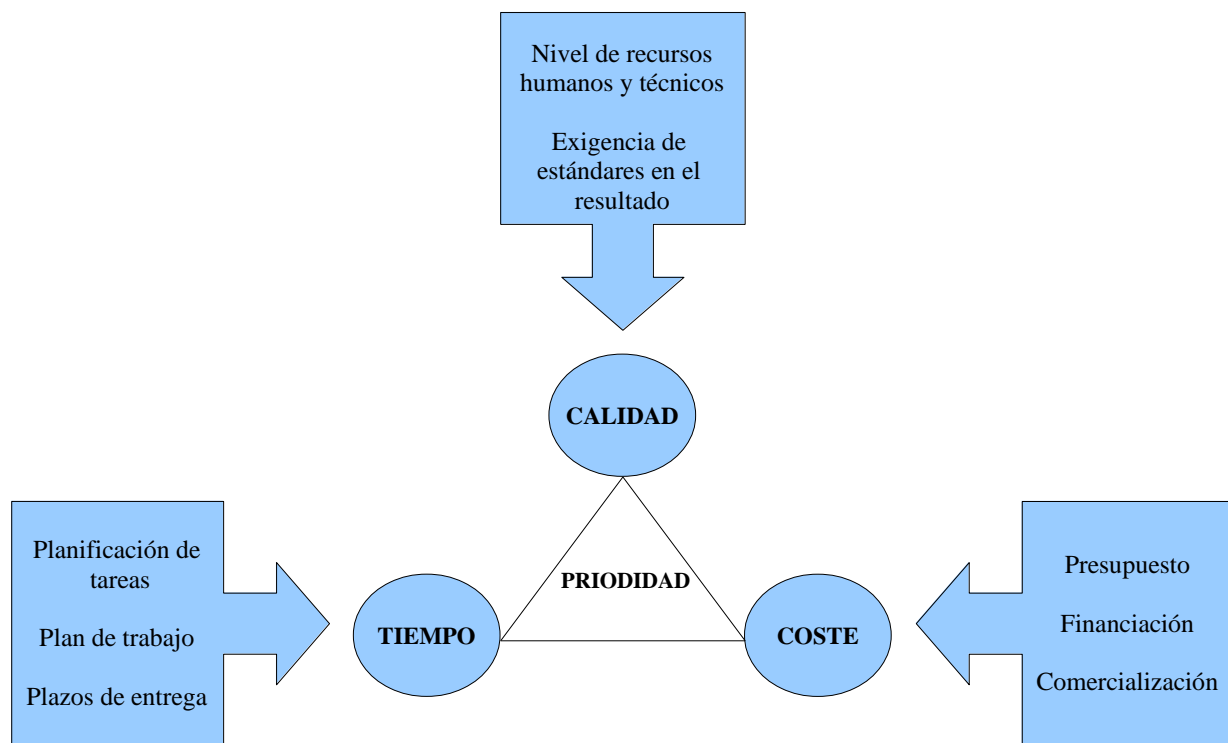 Nivel de recursos
humanos y técnicos
Exigencia de
estándares en el
resultado
CALIDAD
Planificación de
tareas
Plan de trabajo
Plazos de entrega
TIEMPO
PRIODIDAD
COSTE
Presupuesto
Financiación
Comercialización